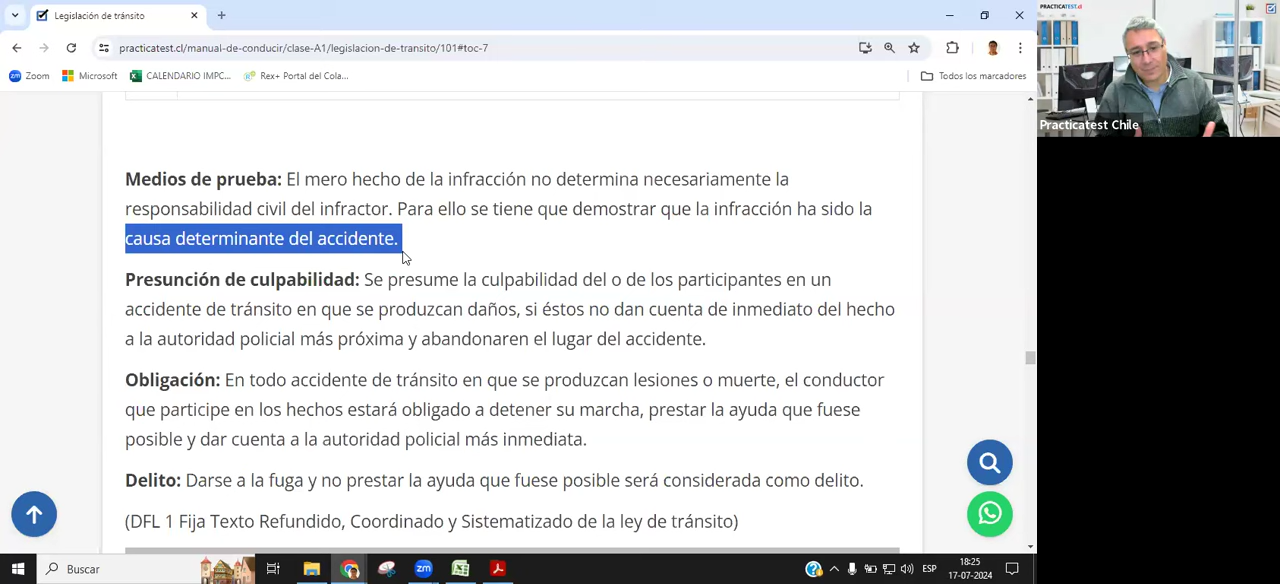 Legislación de tránsito
practicatest.cl/manual-de-conducir/clase-A1/legislacion-de-transito/101#toc-7
Zoom
Microsoft
CALENDARIO IMPC...
Rex+ Portal del Cola...
Todos los marcadores
PRACTICATEST.cl
Practicatest Chile
Medios de prueba: El mero hecho de la infracción no determina necesariamente la
responsabilidad civil del infractor. Para ello se tiene que demostrar que la infracción ha sido la
causa determinante del accidente.
Presunción de culpabilidad: Se presume la culpabilidad del o de los participantes en un
accidente de tránsito en que se produzcan daños, si éstos no dan cuenta de inmediato del hecho
a la autoridad policial más próxima y abandonaren el lugar del accidente.
Obligación: En todo accidente de tránsito en que se produzcan lesiones o muerte, el conductor
que participe en los hechos estará obligado a detener su marcha, prestar la ayuda que fuese
posible y dar cuenta a la autoridad policial más inmediata.
Delito: Darse a la fuga y no prestar la ayuda que fuese posible será considerada como delito.
(DFL 1 Fija Texto Refundido, Coordinado y Sistematizado de la ley de tránsito)
Buscar
zm
ESP
18:25
17-07-2024